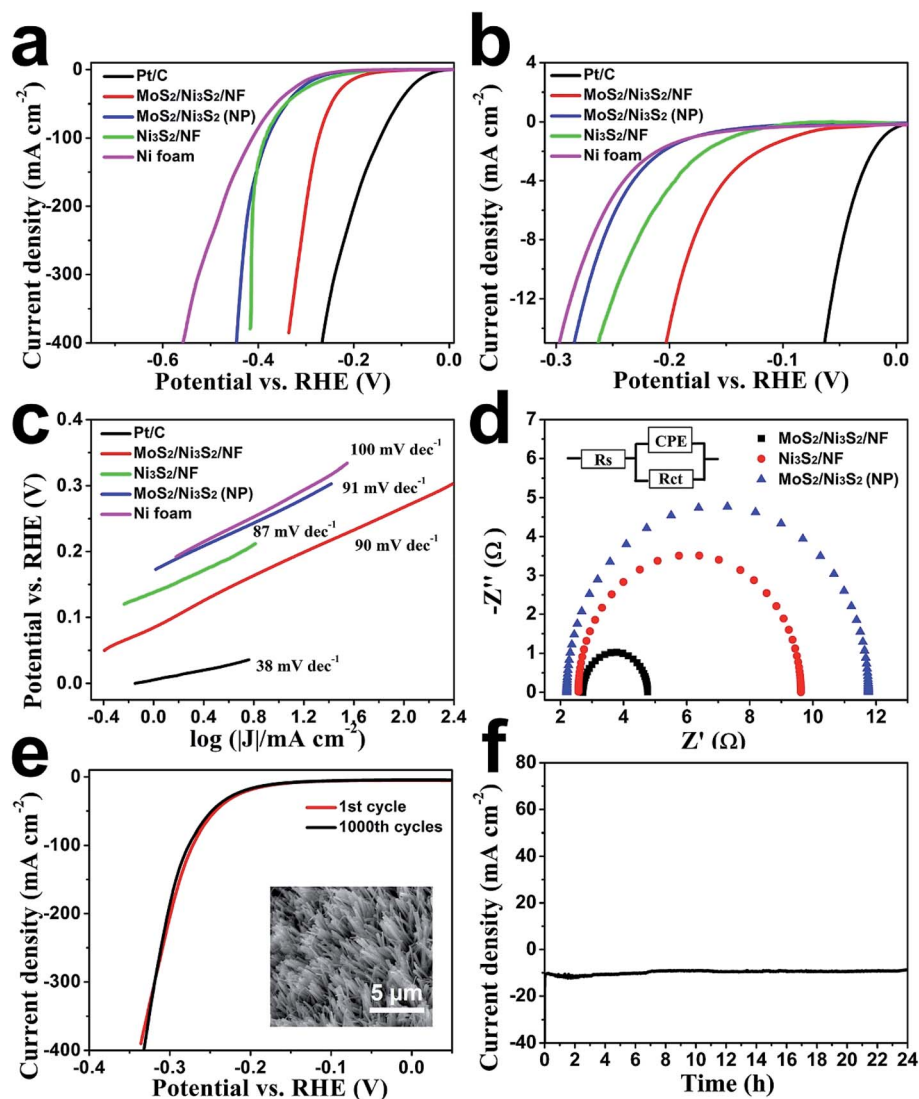 a
Current density (mA cm⁻²)
0
-100
-200
-300
-400
Pt/C
MoS₂/Ni₃S₂/NF
MoS₂/Ni₃S₂ (NP)
Ni₃S₂/NF
Ni foam
-0.6
-0.4
-0.2
0.0
Potential vs. RHE (V)
b
Current density (mA cm⁻²)
4
0
-4
-8
-12
Pt/C
MoS₂/Ni₃S₂/NF
MoS₂/Ni₃S₂ (NP)
Ni₃S₂/NF
Ni foam
-0.3
-0.2
-0.1
0.0
Potential vs. RHE (V)
c
Potential vs. RHE (V)
0.4
0.3
0.2
0.1
0.0
Pt/C
MoS₂/Ni₃S₂/NF
Ni₃S₂/NF
MoS₂/Ni₃S₂ (NP)
Ni foam
100 mV dec⁻¹
91 mV dec⁻¹
87 mV dec⁻¹
90 mV dec⁻¹
38 mV dec⁻¹
-0.4
0.0
0.4
0.8
1.2
1.6
2.0
2.4
log (|J|/mA cm⁻²)
d
-Z'' (Ω)
7
6
5
4
3
2
1
0
Rs
CPE
Rct
MoS₂/Ni₃S₂/NF
Ni₃S₂/NF
MoS₂/Ni₃S₂ (NP)
2
4
6
8
10
12
Z' (Ω)
e
Current density (mA cm⁻²)
0
-100
-200
-300
-400
1st cycle
1000th cycles
5 μm
-0.4
-0.3
-0.2
-0.1
0.0
Potential vs. RHE (V)
f
Current density (mA cm⁻²)
80
60
40
20
0
-20
-40
0
2
4
6
8
10
12
14
16
18
20
22
24
Time (h)